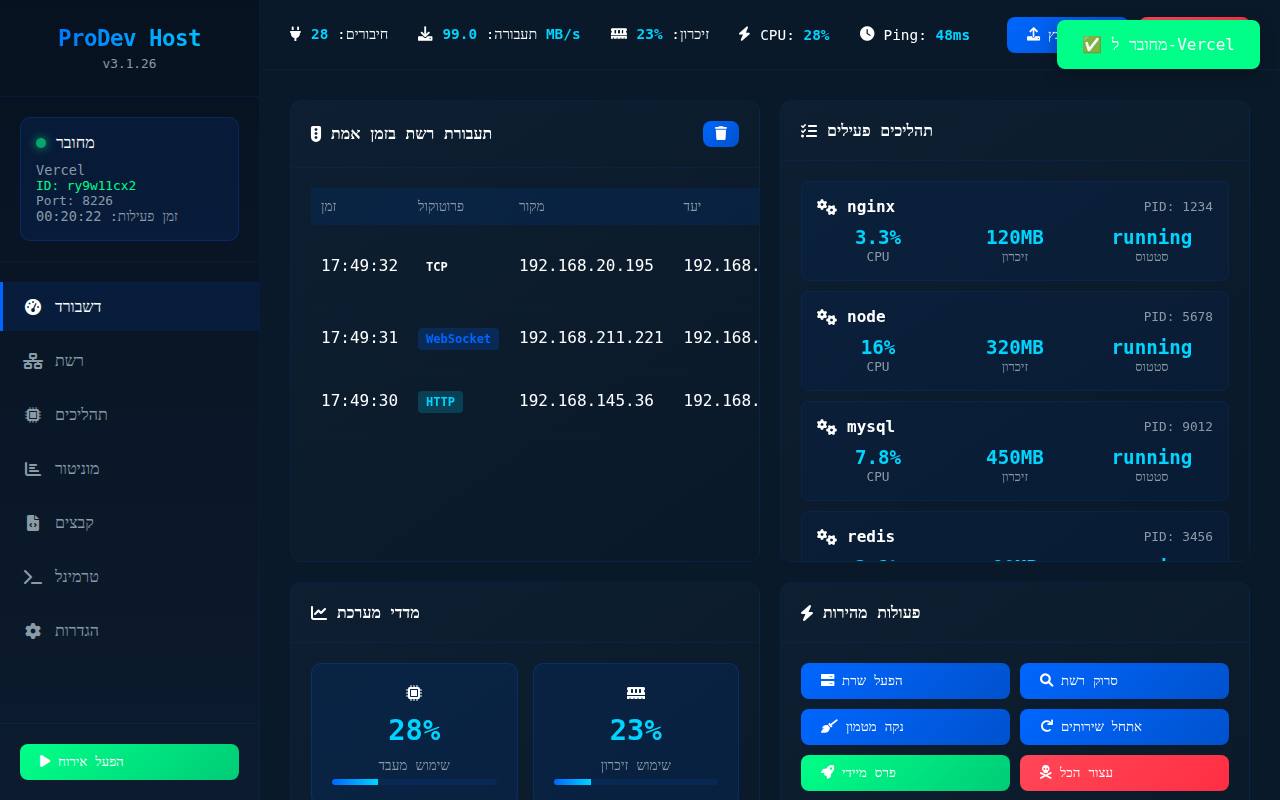 ProDev Host
v3.1.26
מחובר
Vercel
ID: ry9w11cx2
Port: 8226
זמן פעילות: 00:20:22
דשבורד
רשת
תהליכים
מוניטור
קבצים
טרמינל
הגדרות
הפעל אירוח
חיבורים: 28
תעבורה: 99.0 MB/s
זיכרון: 23%
CPU: 28%
Ping: 48ms
✅ מחובר ל-Vercel
תעבורת רשת בזמן אמת
זמן פרוטוקול מקור יעד
17:49:32 TCP 192.168.20.195 192.168.
17:49:31 WebSocket 192.168.211.221 192.168.
17:49:30 HTTP 192.168.145.36 192.168.
תהליכים פעילים
nginx PID: 1234
3.3% 120MB running
CPU זיכרון סטטוס
node PID: 5678
16% 320MB running
CPU זיכרון סטטוס
mysql PID: 9012
7.8% 450MB running
CPU זיכרון סטטוס
redis PID: 3456
מדדי מערכת
28%
שימוש מעבד
23%
שימוש זיכרון
פעולות מהירות
הפעל שרת
סרוק רשת
נקה מטמון
אתחל שירותים
פרס מיידי
עצור הכל